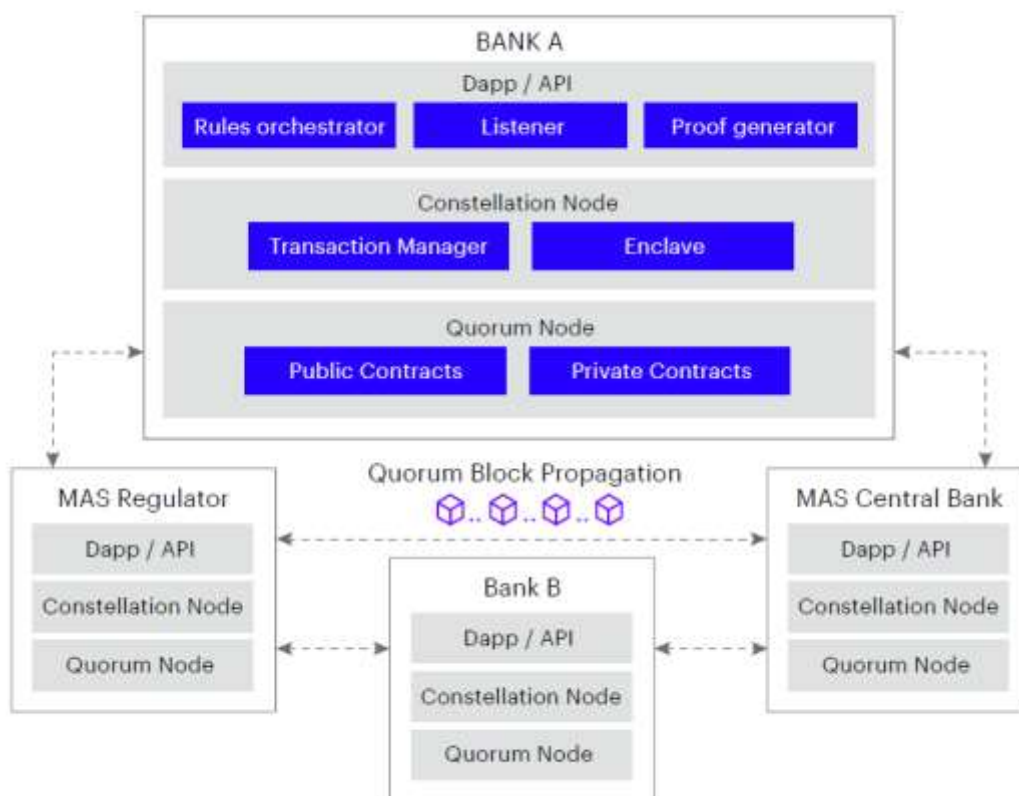 BANK A
Dapp / API
Rules orchestrator
Listener
Proof generator
Constellation Node
Transaction Manager
Enclave
Quorum Node
Public Contracts
Private Contracts
Quorum Block Propagation
MAS Regulator
Dapp / API
Constellation Node
Quorum Node
MAS Central Bank
Dapp / API
Constellation Node
Quorum Node
Bank B
Dapp / API
Constellation Node
Quorum Node